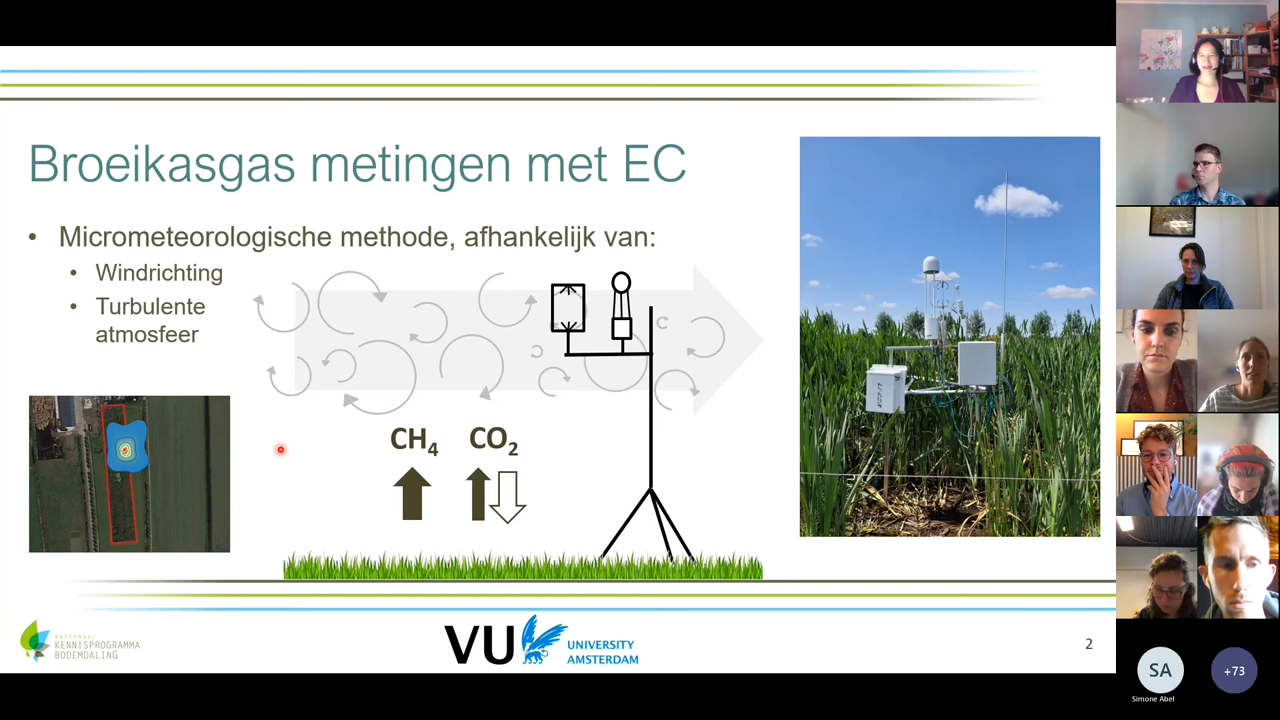 Broeikasgas metingen met EC
• Micrometeorologische methode, afhankelijk van:
• Windrichting
• Turbulente
atmosfeer
CH4 CO2
NATIONAAL
KENNISPROGRAMMA
BODEMDALING
VU UNIVERSITY
AMSTERDAM
2
SA
Simone Abel
+73